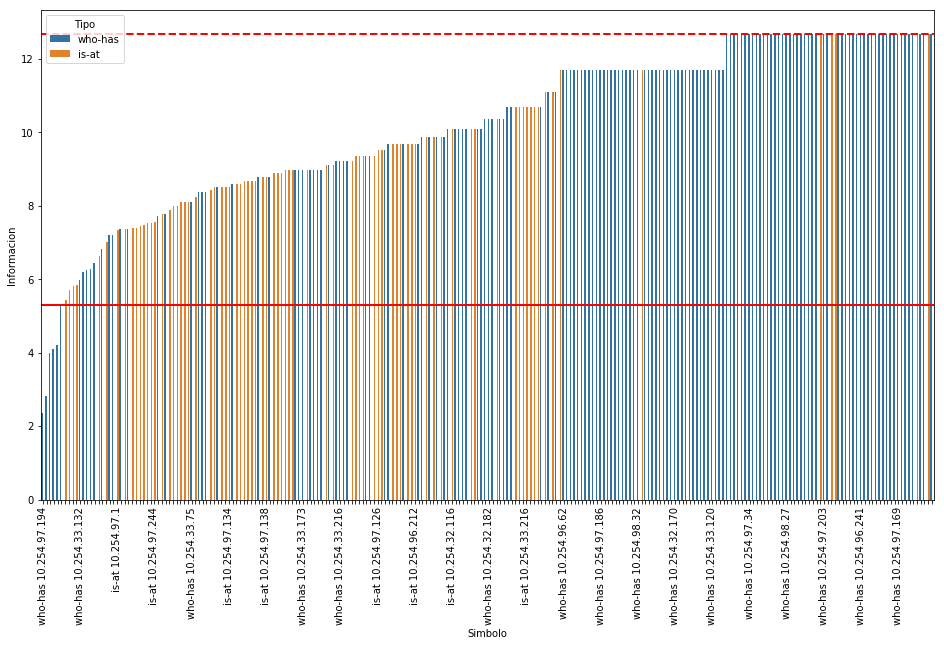 Tipo
who-has
is-at
Informacion
12
10
8
6
4
2
0
who-has 10.254.97.194
who-has 10.254.33.132
is-at 10.254.97.1
is-at 10.254.97.244
who-has 10.254.33.75
is-at 10.254.97.134
is-at 10.254.97.138
who-has 10.254.33.173
who-has 10.254.33.216
is-at 10.254.97.126
is-at 10.254.96.212
is-at 10.254.32.116
who-has 10.254.32.182
is-at 10.254.33.216
who-has 10.254.96.62
who-has 10.254.97.186
who-has 10.254.98.32
who-has 10.254.32.170
who-has 10.254.33.120
who-has 10.254.97.34
who-has 10.254.98.27
who-has 10.254.97.203
who-has 10.254.96.241
who-has 10.254.97.169
Simbolo